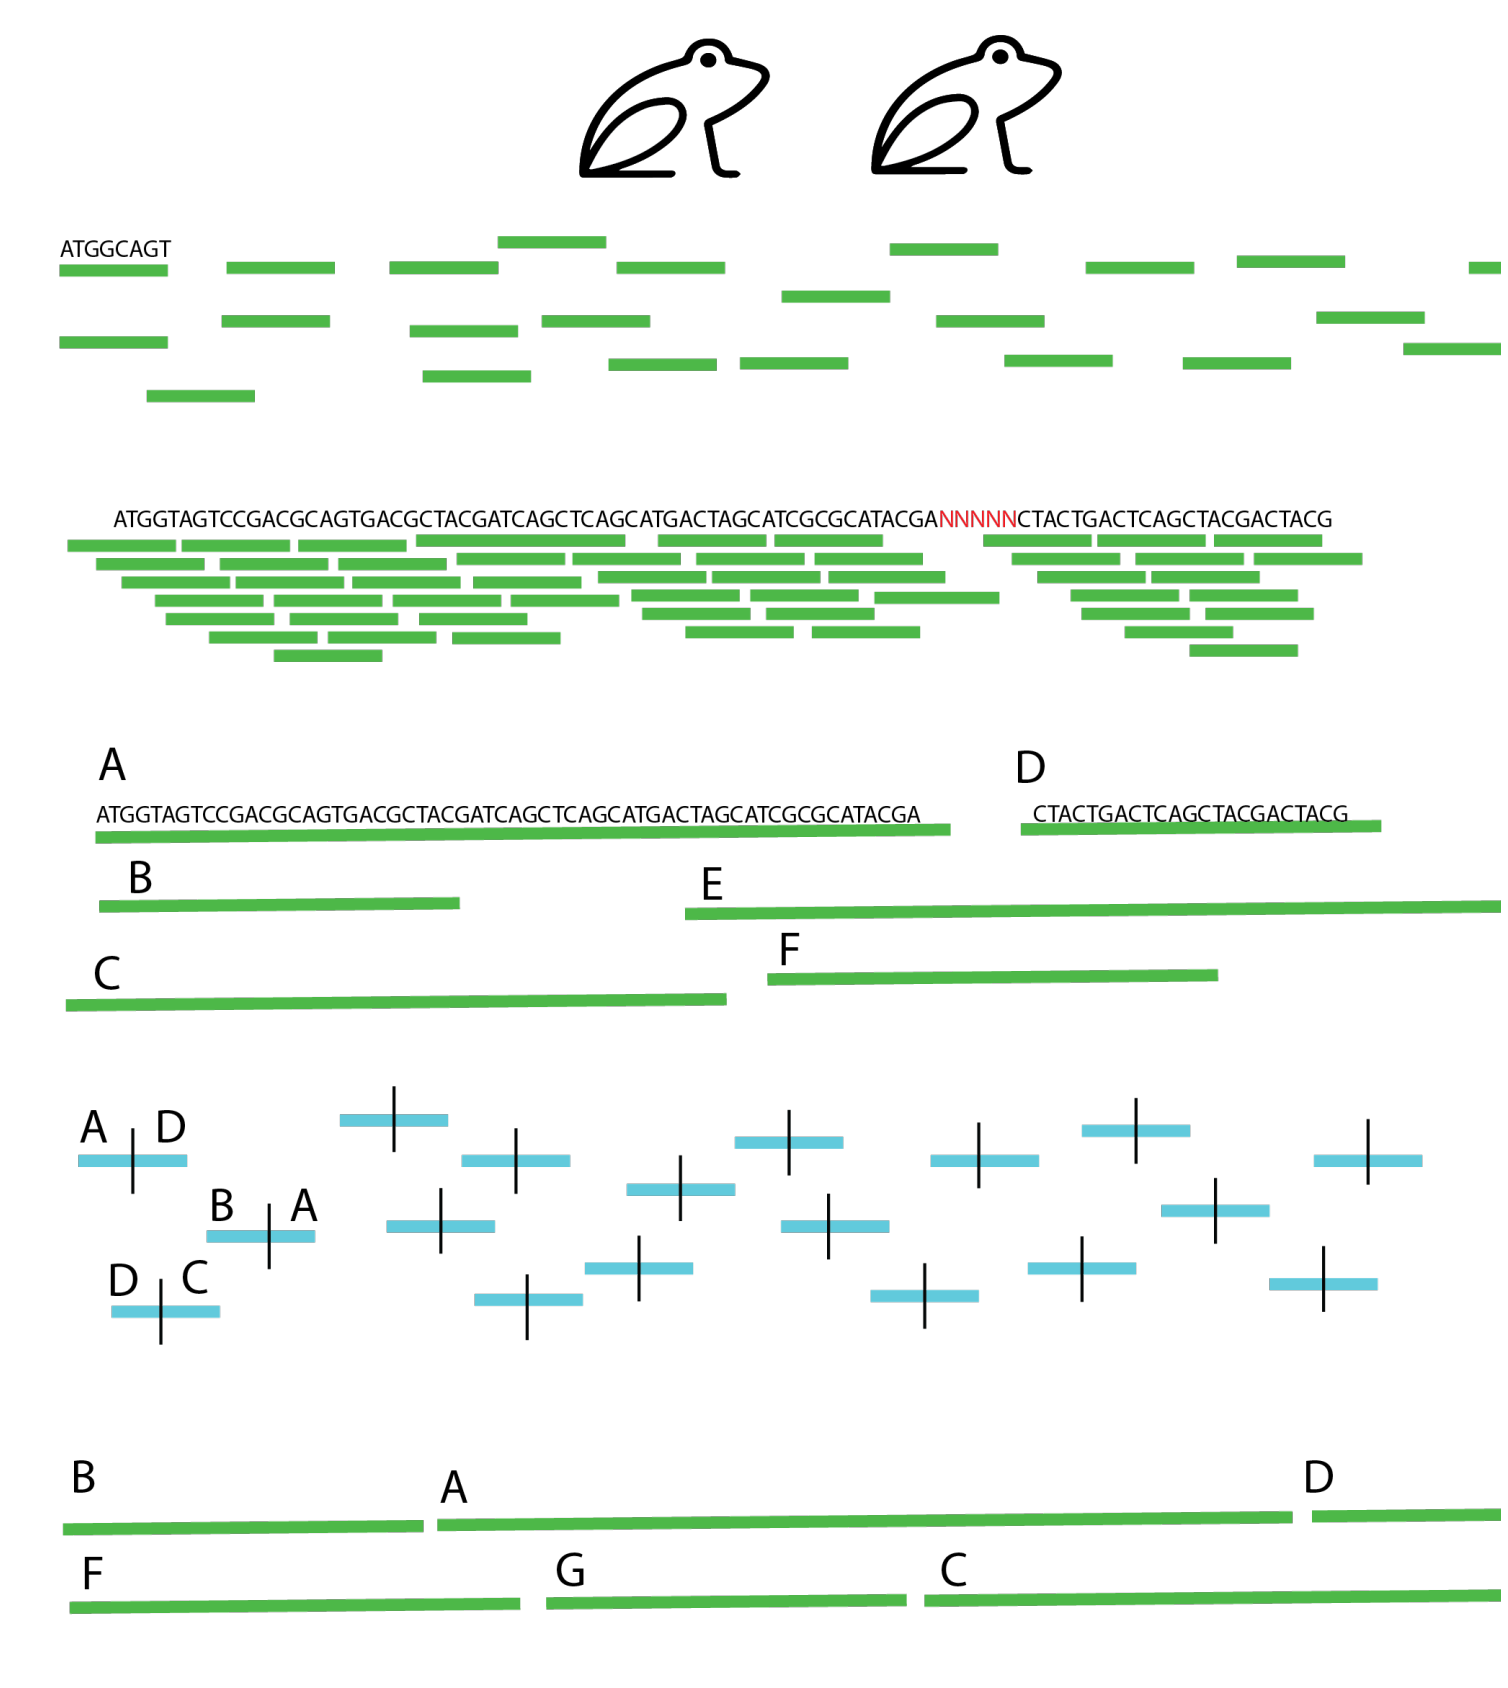 ATGGCAGT
ATGGTAGTCCGACGCAGTGACGCTACGATCAGCTCAGCATGACTAGCATCGCGCATACGANNNNNCTACTGACTCAGCTACGACTACG
A D
ATGGTAGTCCGACGCAGTGACGCTACGATCAGCTCAGCATGACTAGCATCGCGCATACGA CTACTGACTCAGCTACGACTACG
B E
F
C
A D
B A
D C
B A D
F G C